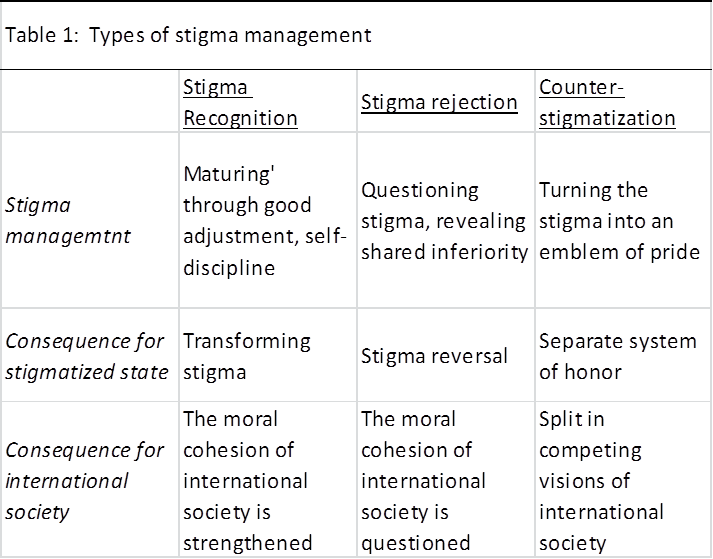 Table 1: Types of stigma management
Stigma
Recognition
Stigma rejection
Counter-
stigmatization
Stigma
managemtnt
Maturing'
through good
adjustment, self-
discipline
Questioning
stigma, revealing
shared inferiority
Turning the
stigma into an
emblem of pride
Consequence for
stigmatized state
Transforming
stigma
Stigma reversal
Separate system
of honor
Consequence for
international
society
The moral
cohesion of
international
society is
strengthened
The moral
cohesion of
international
society is
questioned
Split in
competing
visions of
international
society